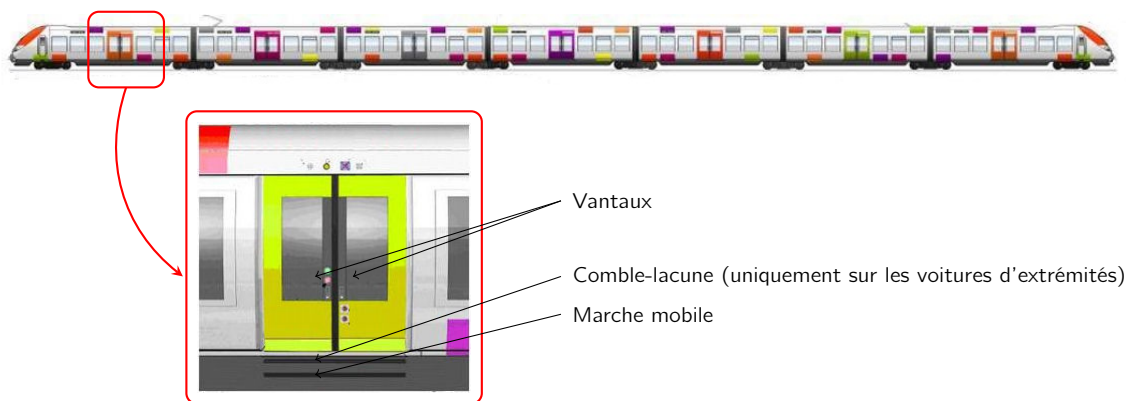 Vantaux
Comble-lacune (uniquement sur les voitures d'extrémités)
Marche mobile